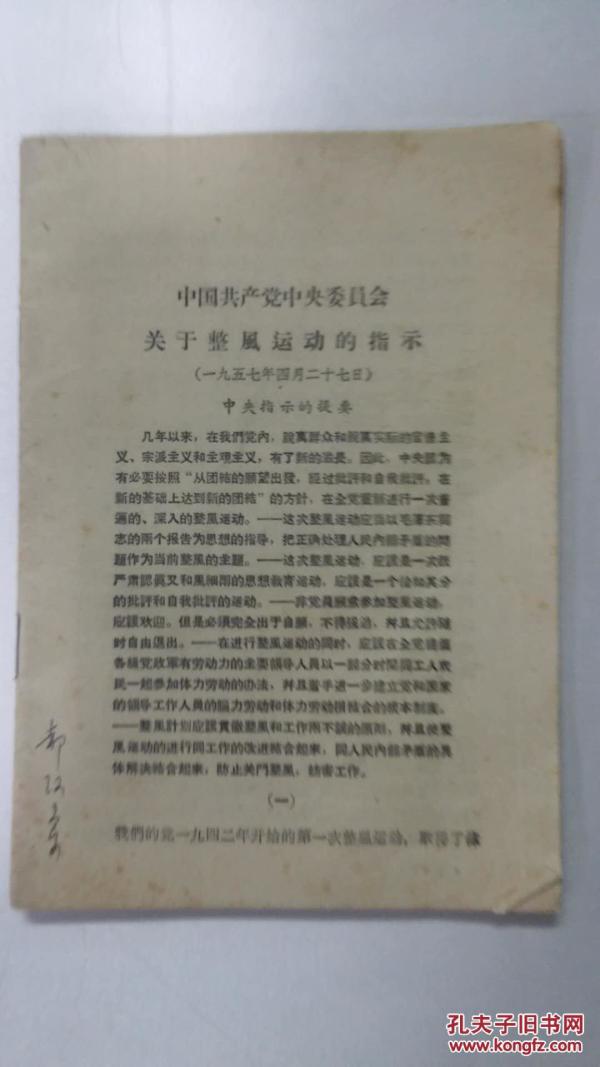 中国共产党中央委員会
关于整風运动的指示
(一九五七年四月二十七日)
中央指示的提要
几年以来，在我們党內，脫离群众和脫离实际的官僚主
义、宗派主义和主观主义，有了新的滋長。因此，中央認为
有必要按照“从团結的願望出發，經过批評和自我批評，在
新的基础上达到新的团結”的方針，在全党重新进行一次普
遍的、深入的整風运动。——这次整風运动应当以毛澤东同
志的两个报告为思想的指导，把正确处理人民內部矛盾的問
題作为当前整風的主題。——这次整風运动，应該是一次既
严肃認眞又和風細雨的思想敎育运动，应該是一个恰如其分
的批評和自我批評的运动。——非党員願意参加整風运动，
应該欢迎。但是必須完全出于自願，不得强迫，幷且允許随
时自由退出。——在进行整風运动的同时，应該在全党提倡
各級党政軍有劳动力的主要領导人員以一部分时間同工人农
民一起参加体力劳动的办法，幷且着手进一步建立党和国家
的領导工作人員的腦力劳动和体力劳动相結合的根本制度。
——整風計划应該貫徹整風和工作两不誤的原則，幷且使整
風运动的进行同工作的改进結合起來，同人民內部矛盾的具
体解决結合起來，防止关門整風，妨害工作。
(一)
我們的党一九四二年开始的第一次整風运动，取得了
孔夫子旧书网
www.kongfz.com